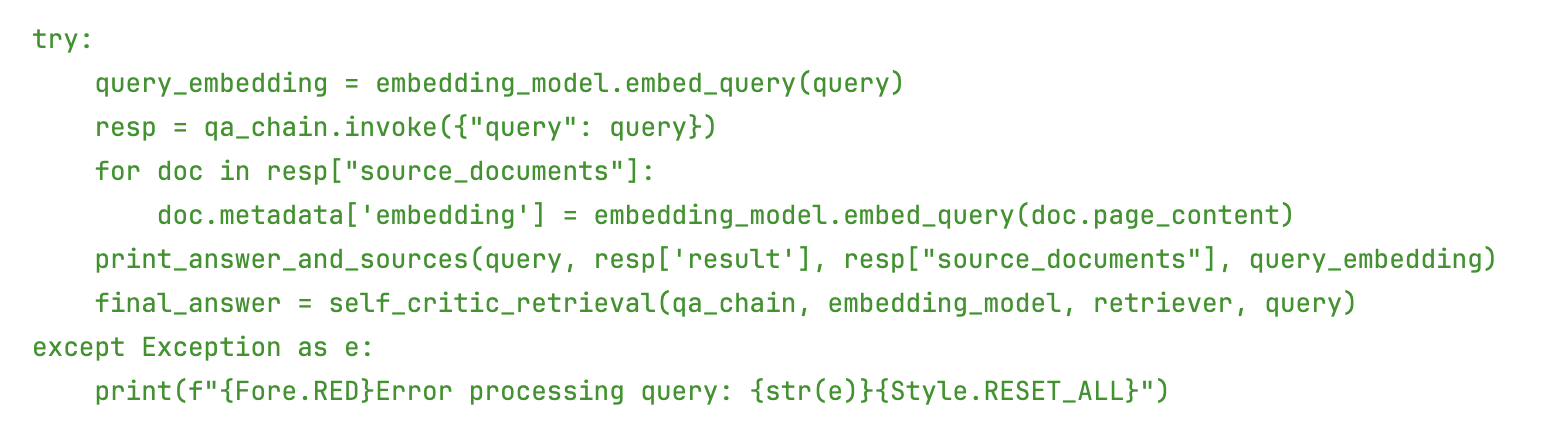 try:
    query_embedding = embedding_model.embed_query(query)
    resp = qa_chain.invoke({"query": query})
    for doc in resp["source_documents"]:
        doc.metadata['embedding'] = embedding_model.embed_query(doc.page_content)
    print_answer_and_sources(query, resp['result'], resp["source_documents"], query_embedding)
    final_answer = self_critic_retrieval(qa_chain, embedding_model, retriever, query)
except Exception as e:
    print(f"{Fore.RED}Error processing query: {str(e)}{Style.RESET_ALL}")